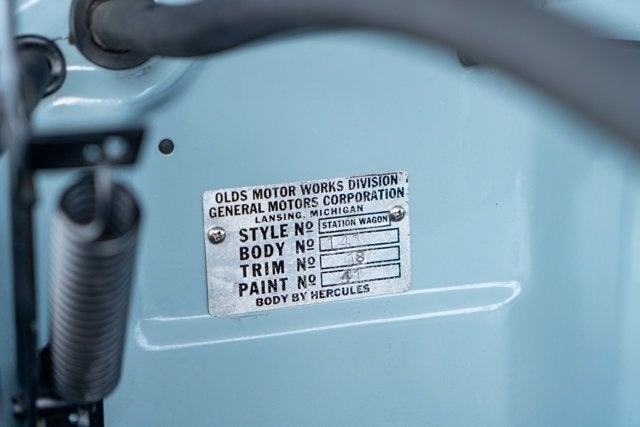 OLDS MOTOR WORKS DIVISION
GENERAL MOTORS CORPORATION
LANSING, MICHIGAN
STYLE Nº STATION WAGON
BODY Nº
TRIM Nº 18
PAINT Nº 41
BODY BY HERCULES